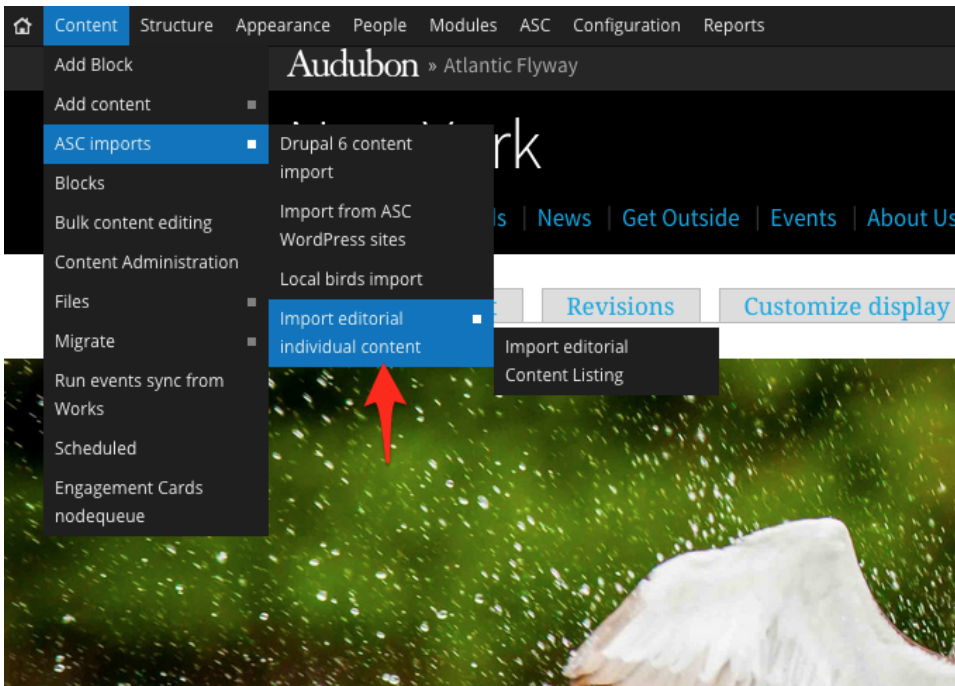 Content Structure Appearance People Modules ASC Configuration Reports
Audubon » Atlantic Flyway
Add Block
Add content
ASC imports
Blocks
Bulk content editing
Content Administration
Files
Migrate
Run events sync from
Works
Scheduled
Engagement Cards
nodequeue
Drupal 6 content
import
Import from ASC
WordPress sites
Local birds import
Import editorial
individual content
Import editorial
Content Listing
News Get Outside Events About Us
Revisions Customize display